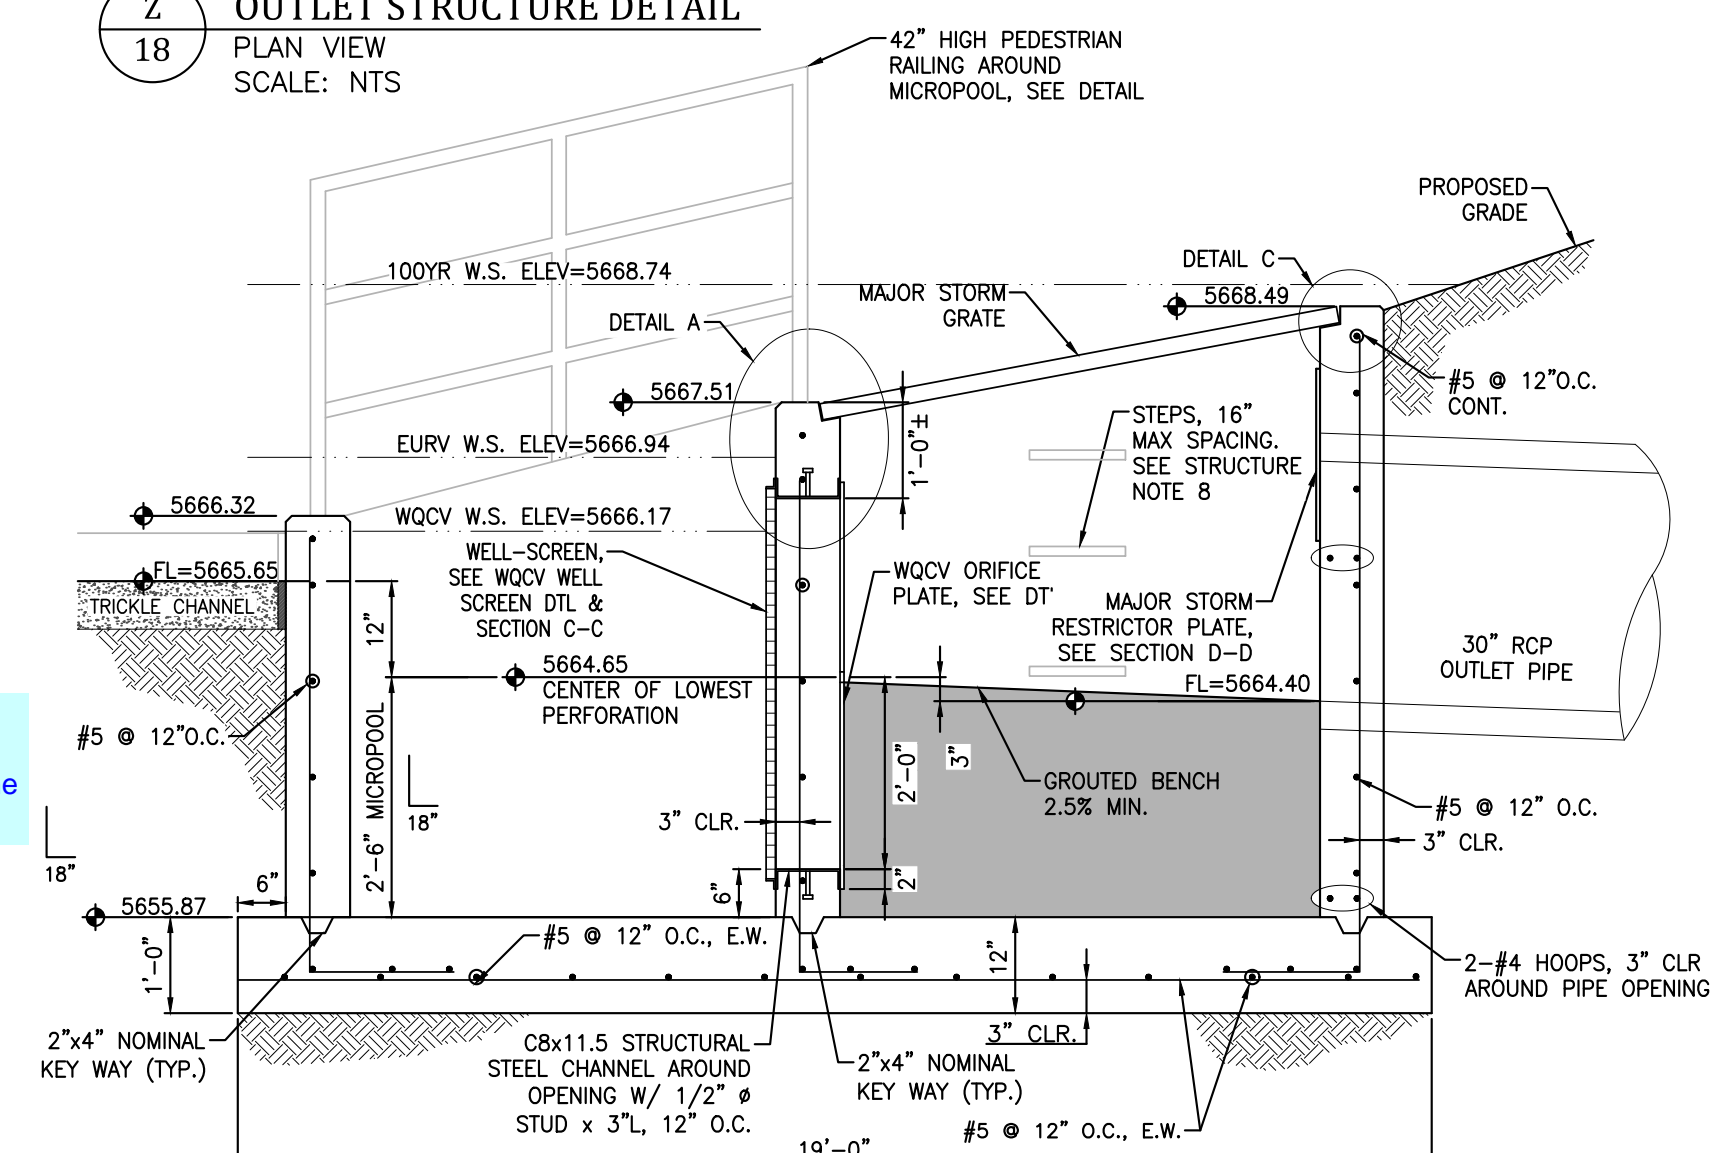 Z
18
OUTLET STRUCTURE DETAIL
PLAN VIEW
SCALE: NTS
42" HIGH PEDESTRIAN
RAILING AROUND
MICROPOOL, SEE DETAIL
PROPOSED
GRADE
DETAIL C
100YR W.S. ELEV=5668.74
MAJOR STORM
GRATE
5668.49
DETAIL A
5667.51
#5 @ 12"O.C.
CONT.
1'-0"±
STEPS, 16"
MAX SPACING.
SEE STRUCTURE
NOTE 8
EURV W.S. ELEV=5666.94
5666.32
WQCV W.S. ELEV=5666.17
WELL-SCREEN,
SEE WQCV WELL
SCREEN DTL &
SECTION C-C
FL=5665.65
TRICKLE CHANNEL
12"
WQCV ORIFICE
PLATE, SEE DT'
MAJOR STORM
RESTRICTOR PLATE,
SEE SECTION D-D
30" RCP
OUTLET PIPE
5664.65
CENTER OF LOWEST
PERFORATION
FL=5664.40
#5 @ 12"O.C.
2'-6" MICROPOOL
18"
2'-0"
3"
GROUTED BENCH
2.5% MIN.
e
18"
3" CLR.
#5 @ 12" O.C.
3" CLR.
6"
6"
2"
5655.87
1'-0"
#5 @ 12" O.C., E.W.
12"
2-#4 HOOPS, 3" CLR
AROUND PIPE OPENING
3" CLR.
2"x4" NOMINAL
KEY WAY (TYP.)
C8x11.5 STRUCTURAL
STEEL CHANNEL AROUND
OPENING W/ 1/2" ø
STUD x 3"L, 12" O.C.
2"x4" NOMINAL
KEY WAY (TYP.)
#5 @ 12" O.C., E.W.
19'-0"